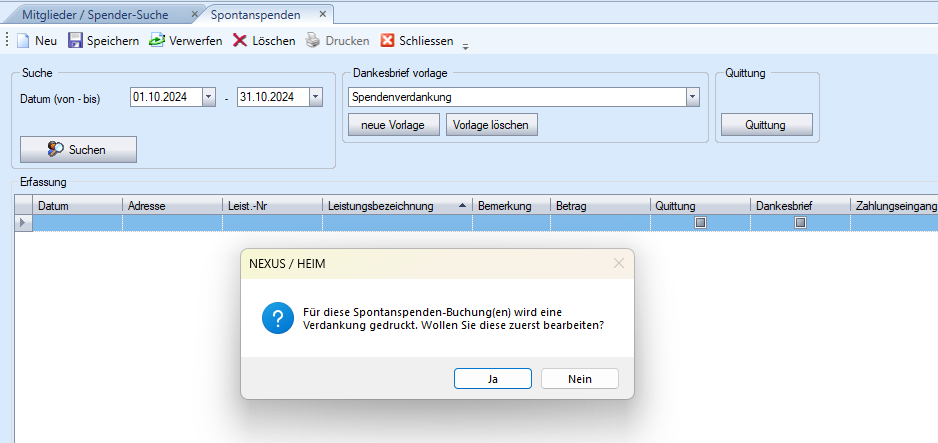 Mitglieder / Spender-Suche
Spontanspenden
Neu Speichern Verwerfen Löschen Drucken Schliessen
Suche
Datum (von - bis) 01.10.2024 - 31.10.2024
Suchen
Dankesbrief vorlage
Spendenverdankung
neue Vorlage Vorlage löschen
Quittung
Quittung
Erfassung
Datum Adresse Leist.-Nr Leistungsbezeichnung Bemerkung Betrag Quittung Dankesbrief Zahlungseingang
NEXUS / HEIM
Für diese Spontanspenden-Buchung(en) wird eine
Verdankung gedruckt. Wollen Sie diese zuerst bearbeiten?
Ja Nein